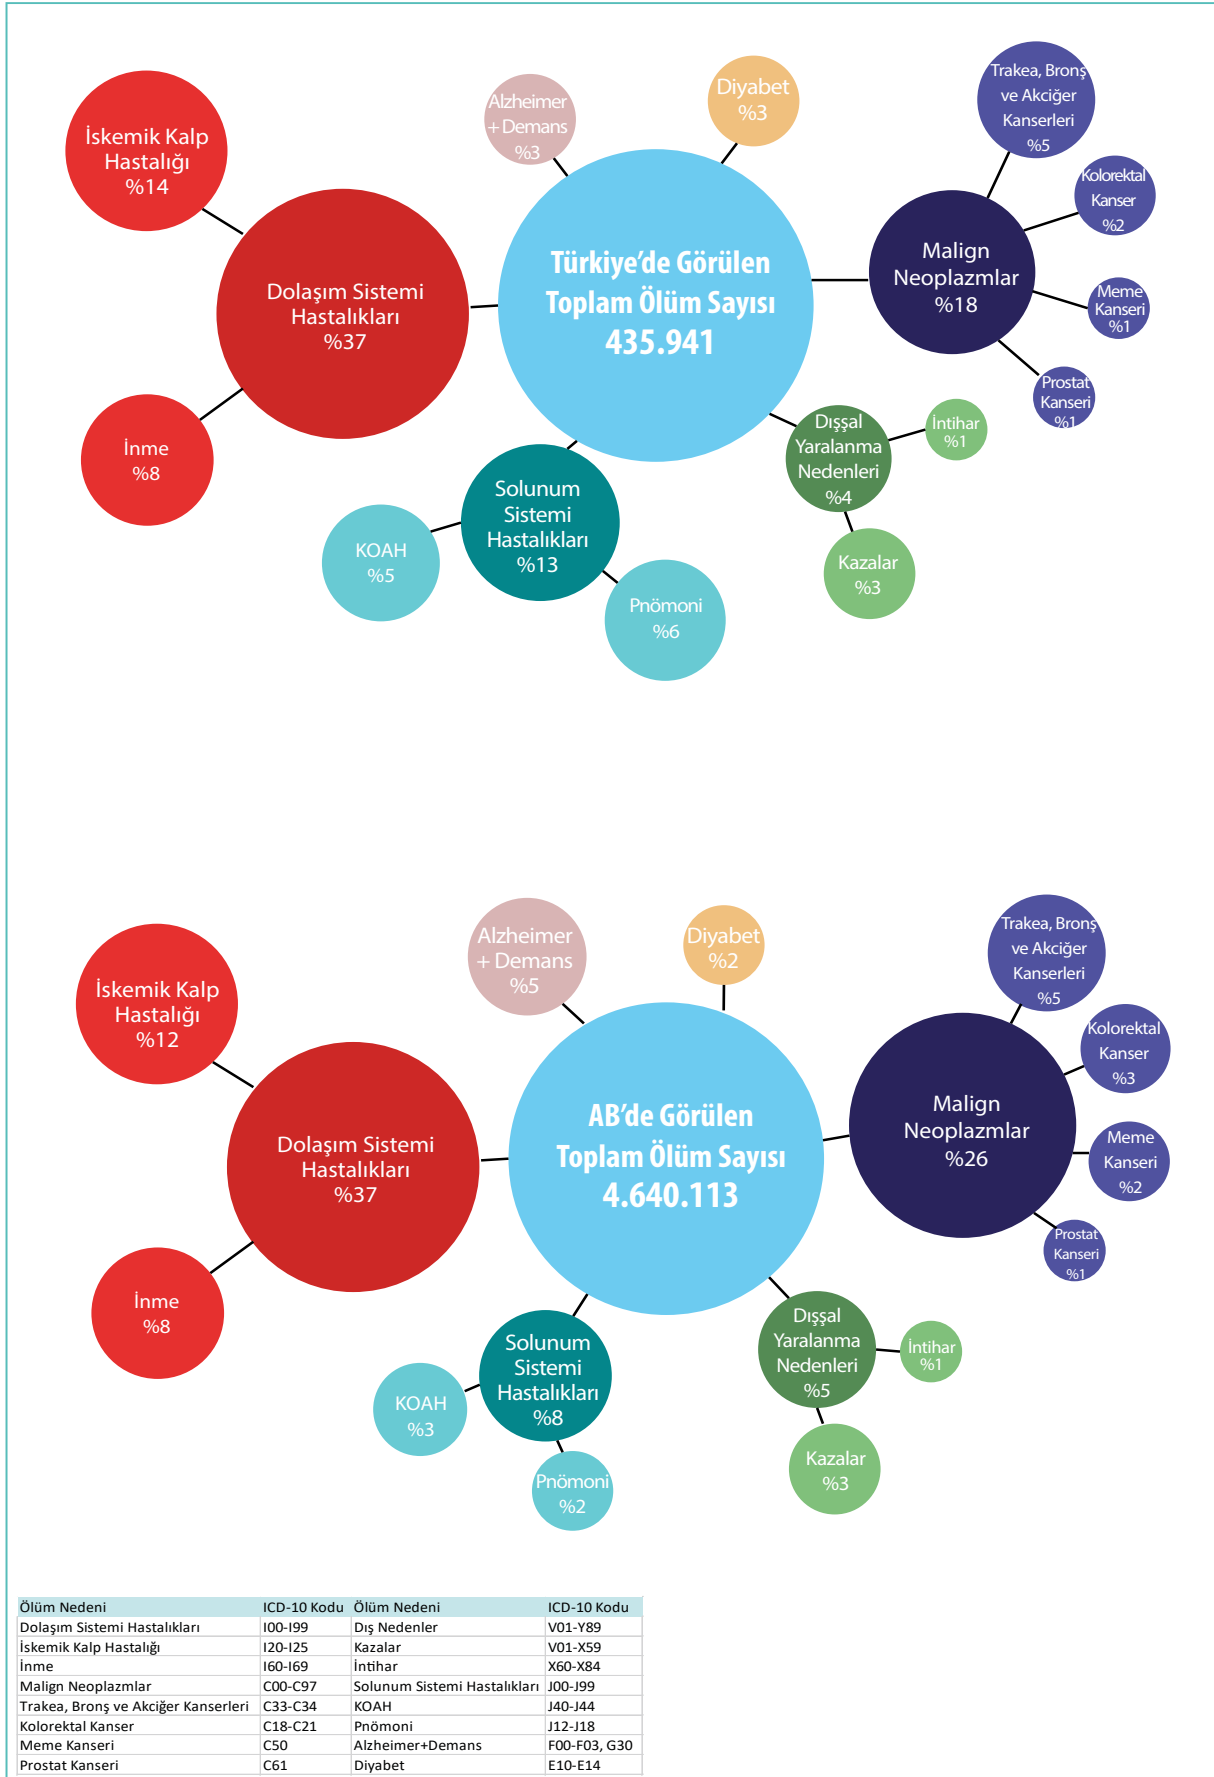 Alzheimer
+ Demans
%3
Diyabet
%3
Trakea, Bronş
ve Akciğer
Kanserleri
%5
İskemik Kalp
Hastalığı
%14
Kolorektal
Kanser
%2
Türkiye’de Görülen
Toplam Ölüm Sayısı
435.941
Malign
Neoplazmlar
%18
Dolaşım Sistemi
Hastalıkları
%37
Meme
Kanseri
%1
Prostat
Kanseri
%1
İnme
%8
Dışsal
Yaralanma
Nedenleri
%4
İntihar
%1
Solunum
Sistemi
Hastalıkları
%13
KOAH
%5
Kazalar
%3
Pnömoni
%6
Alzheimer
+ Demans
%5
Diyabet
%2
Trakea, Bronş
ve Akciğer
Kanserleri
%5
İskemik Kalp
Hastalığı
%12
Kolorektal
Kanser
%3
AB’de Görülen
Toplam Ölüm Sayısı
4.640.113
Malign
Neoplazmlar
%26
Dolaşım Sistemi
Hastalıkları
%37
Meme
Kanseri
%2
Prostat
Kanseri
%1
İnme
%8
Dışsal
Yaralanma
Nedenleri
%5
İntihar
%1
Solunum
Sistemi
Hastalıkları
%8
KOAH
%3
Kazalar
%3
Pnömoni
%2
Ölüm Nedeni ICD-10 Kodu Ölüm Nedeni ICD-10 Kodu
Dolaşım Sistemi Hastalıkları I00-I99 Dış Nedenler V01-Y89
İskemik Kalp Hastalığı I20-I25 Kazalar V01-X59
İnme I60-I69 İntihar X60-X84
Malign Neoplazmlar C00-C97 Solunum Sistemi Hastalıkları J00-J99
Trakea, Bronş ve Akciğer Kanserleri C33-C34 KOAH J40-J44
Kolorektal Kanser C18-C21 Pnömoni J12-J18
Meme Kanseri C50 Alzheimer+Demans F00-F03, G30
Prostat Kanseri C61 Diyabet E10-E14